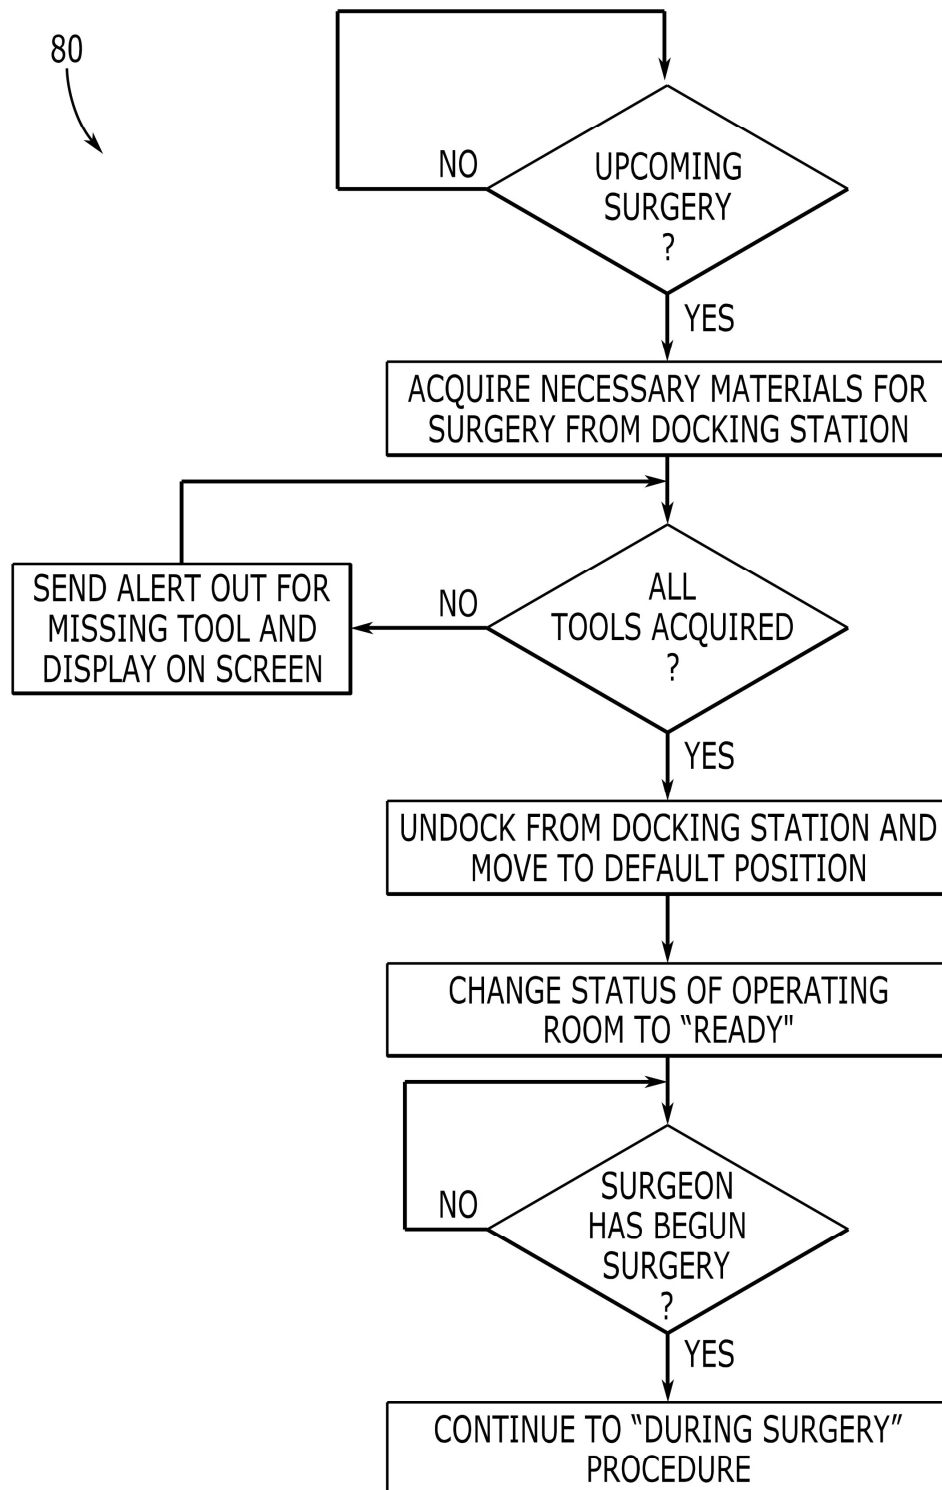 80
NO
UPCOMING
SURGERY
?
YES
ACQUIRE NECESSARY MATERIALS FOR
SURGERY FROM DOCKING STATION
SEND ALERT OUT FOR
MISSING TOOL AND
DISPLAY ON SCREEN
NO
ALL
TOOLS ACQUIRED
?
YES
UNDOCK FROM DOCKING STATION AND
MOVE TO DEFAULT POSITION
CHANGE STATUS OF OPERATING
ROOM TO “READY"
NO
SURGEON
HAS BEGUN
SURGERY
?
YES
CONTINUE TO “DURING SURGERY”
PROCEDURE